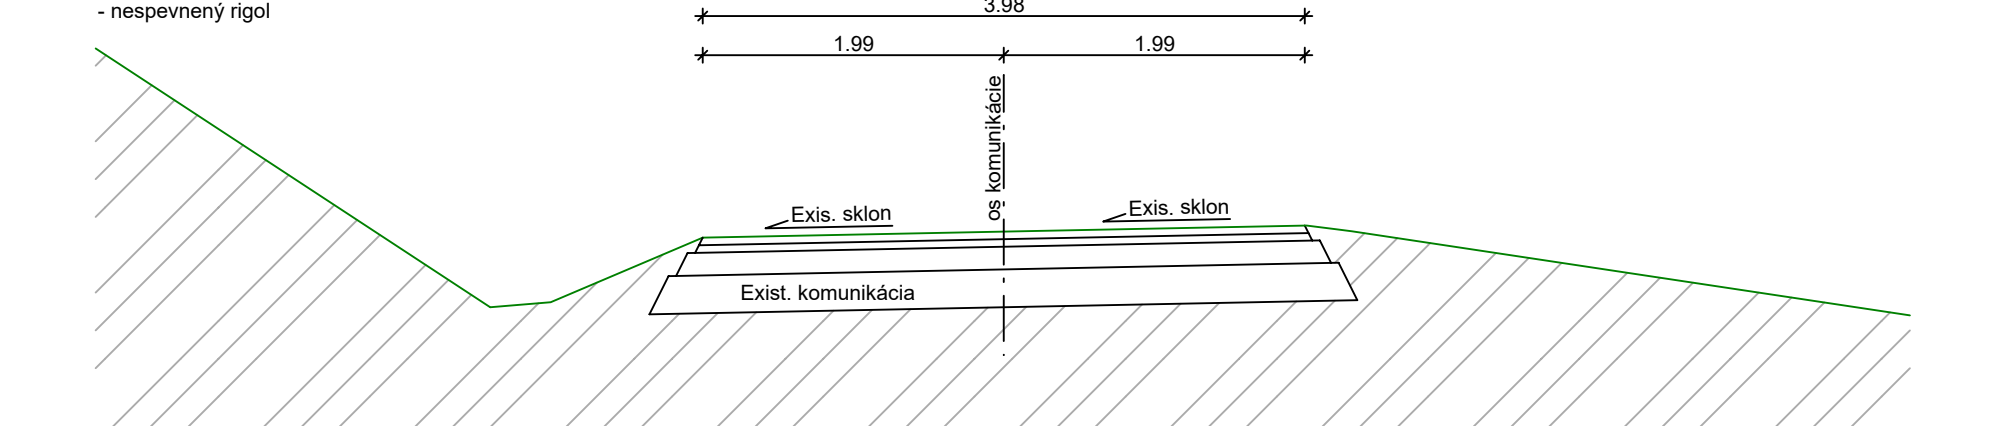 - nespevnený rigol
3.98
1.99 1.99
os komunikácie
Exis. sklon Exis. sklon
Exist. komunikácia